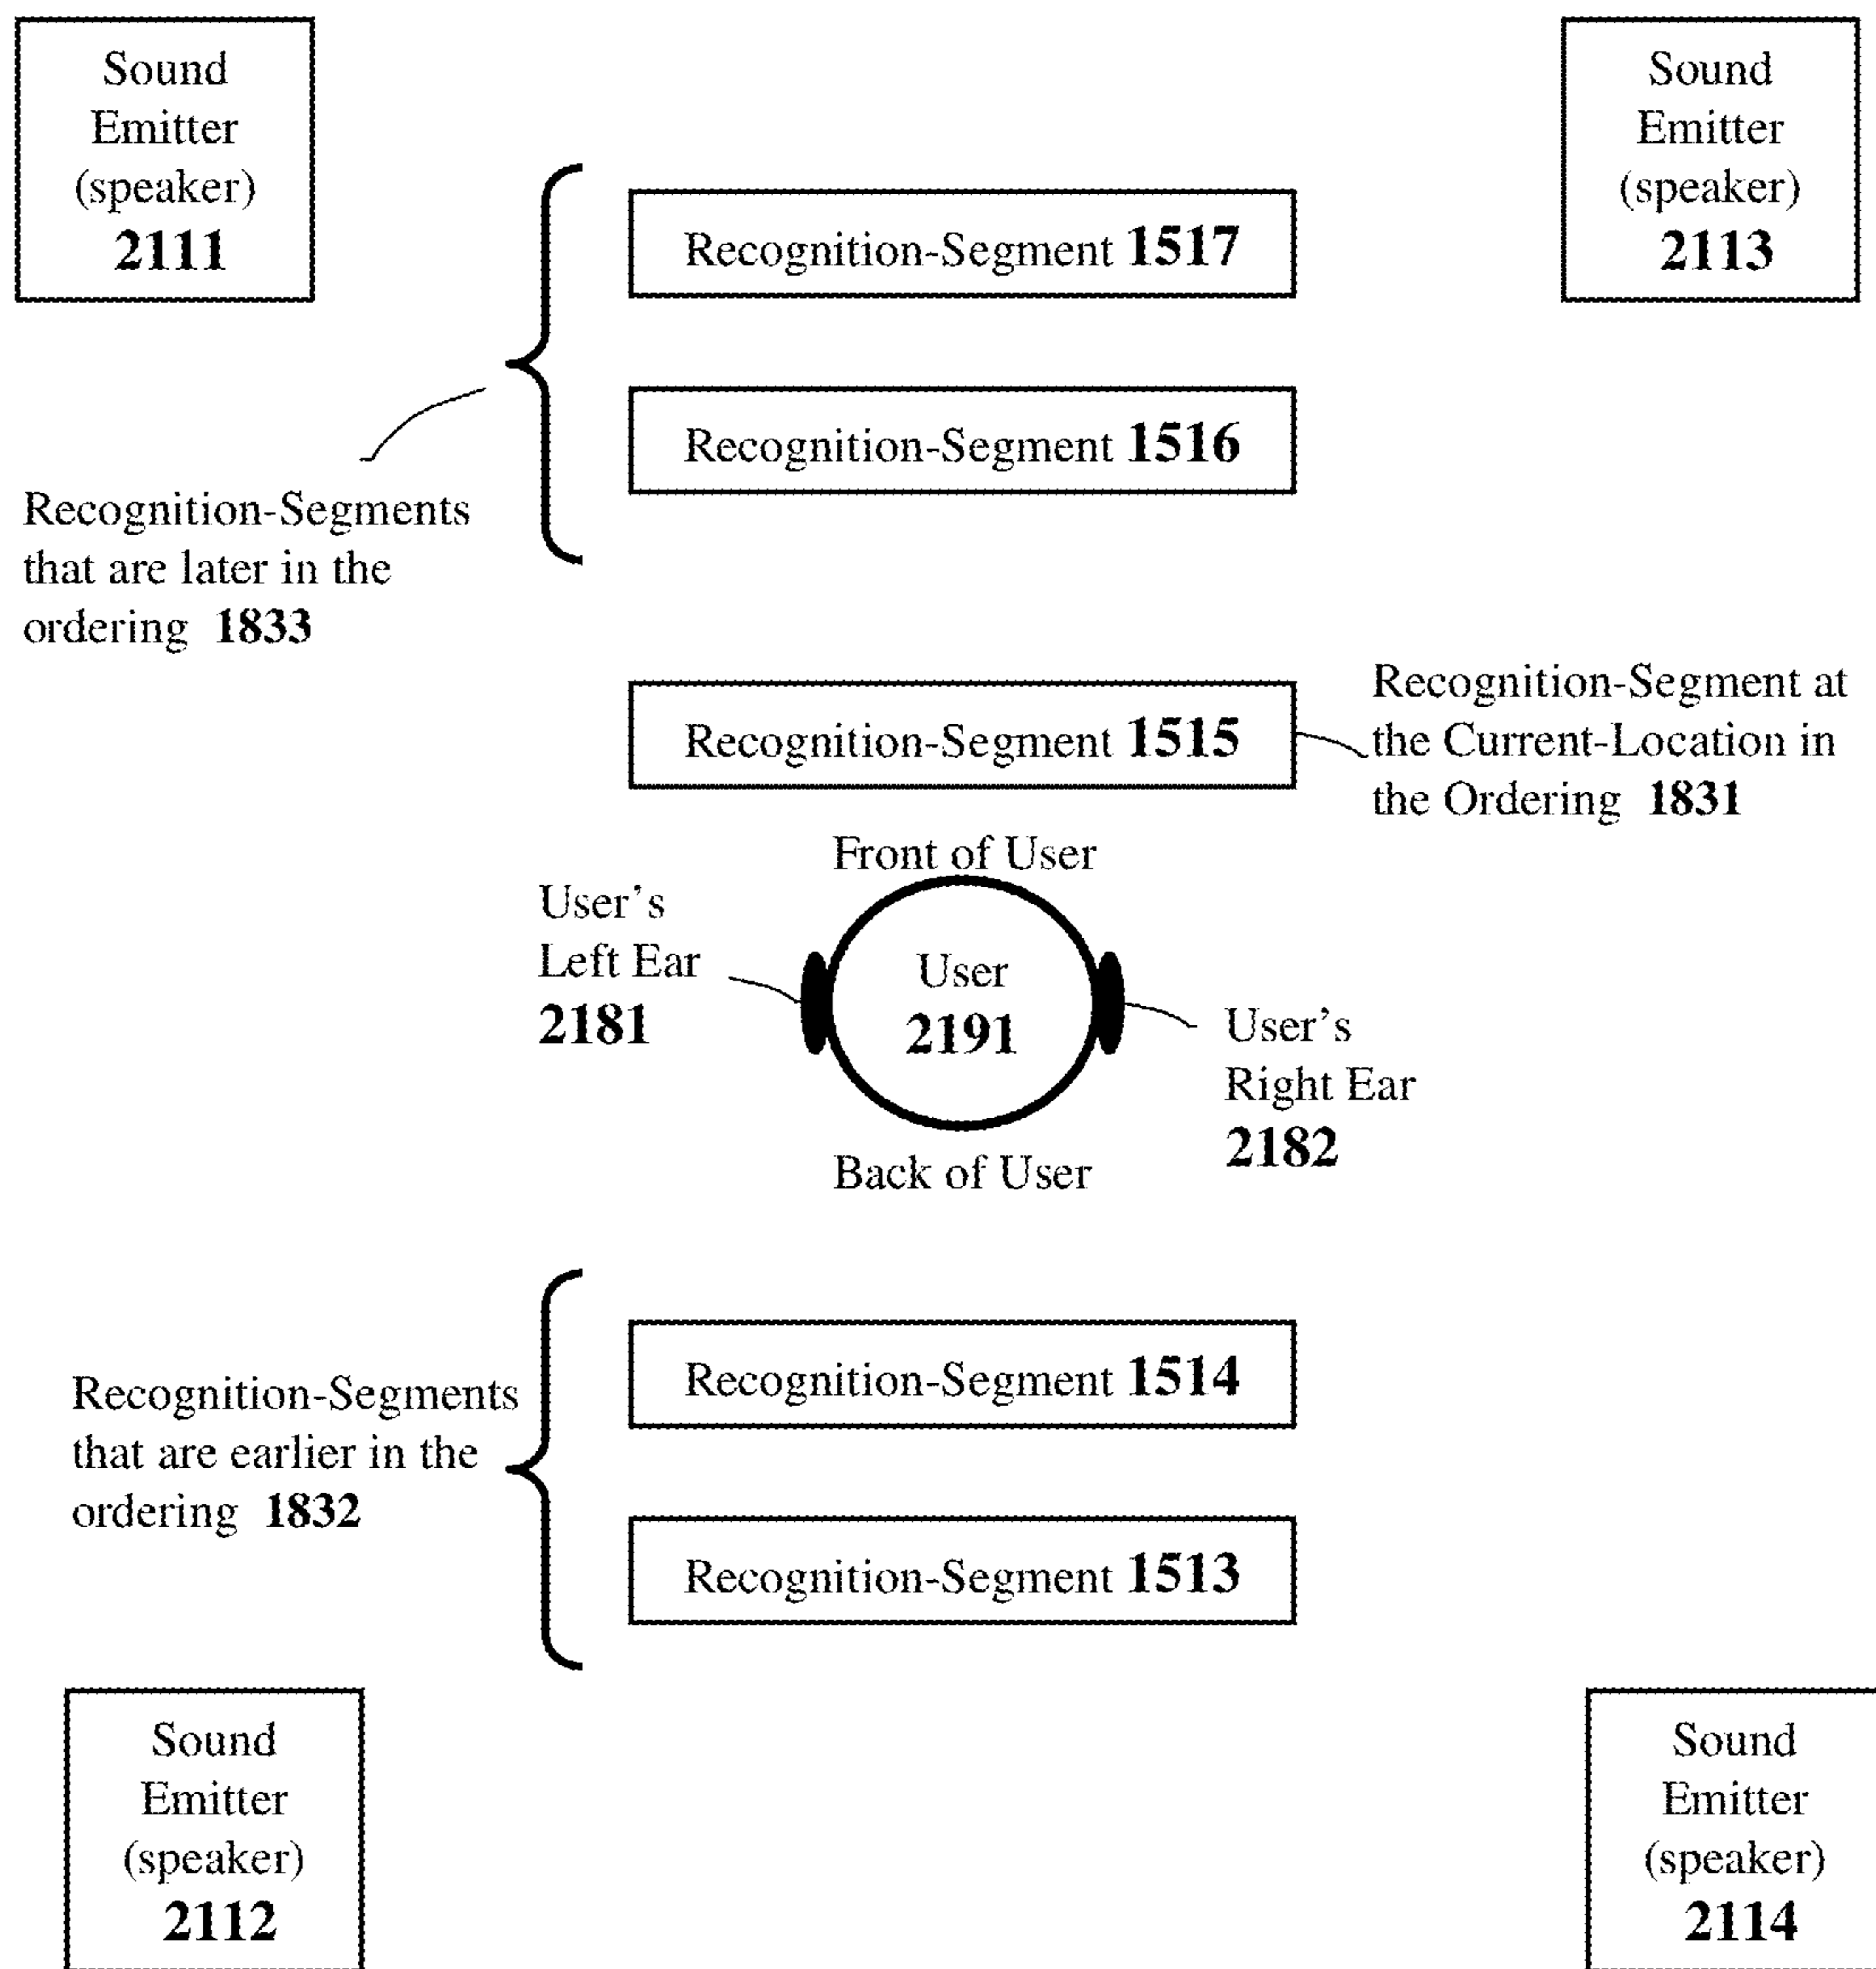 Sound
Emitter
(speaker)
2111
Sound
Emitter
(speaker)
2113
Recognition-Segment 1517
Recognition-Segment 1516
Recognition-Segments
that are later in the
ordering 1833
Recognition-Segment 1515
Recognition-Segment at
the Current-Location in
the Ordering 1831
Front of User
User's
Left Ear
2181
User
2191
User's
Right Ear
2182
Back of User
Recognition-Segment 1514
Recognition-Segments
that are earlier in the
ordering 1832
Recognition-Segment 1513
Sound
Emitter
(speaker)
2112
Sound
Emitter
(speaker)
2114